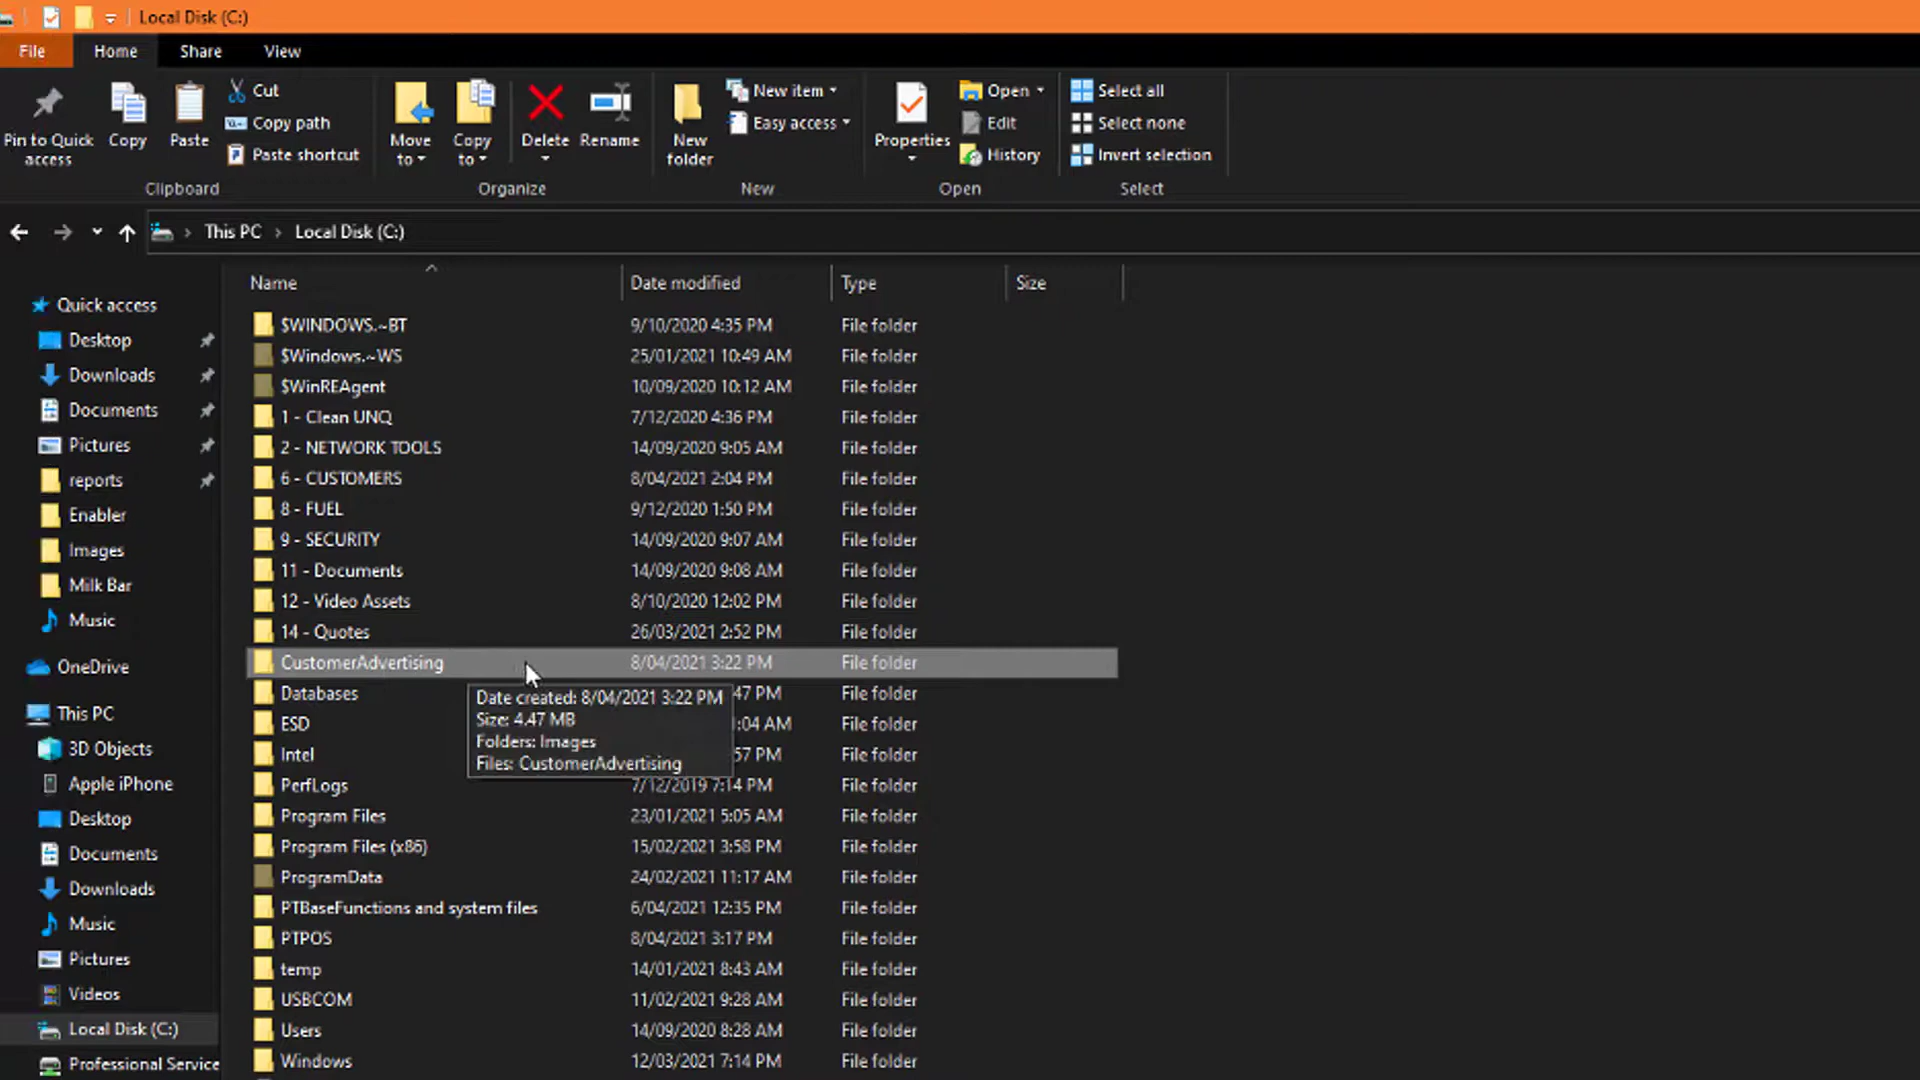 Local Disk (C:)
File Home Share View
Pin to Quick access
Copy
Paste
Cut
Copy path
Paste shortcut
Clipboard
Move to
Copy to
Delete
Rename
Organize
New folder
New item
Easy access
New
Properties
Open
Edit
History
Open
Select all
Select none
Invert selection
Select
This PC > Local Disk (C:)
Quick access
Desktop
Downloads
Documents
Pictures
reports
Enabler
Images
Milk Bar
Music
OneDrive
This PC
3D Objects
Apple iPhone
Desktop
Documents
Downloads
Music
Pictures
Videos
Local Disk (C:)
Professional Service
Name Date modified Type Size
$WINDOWS.~BT 9/10/2020 4:35 PM File folder
$Windows.~WS 25/01/2021 10:49 AM File folder
$WinREAgent 10/09/2020 10:12 AM File folder
1 - Clean UNQ 7/12/2020 4:36 PM File folder
2 - NETWORK TOOLS 14/09/2020 9:05 AM File folder
6 - CUSTOMERS 8/04/2021 2:04 PM File folder
8 - FUEL 9/12/2020 1:50 PM File folder
9 - SECURITY 14/09/2020 9:07 AM File folder
11 - Documents 14/09/2020 9:08 AM File folder
12 - Video Assets 8/10/2020 12:02 PM File folder
14 - Quotes 26/03/2021 2:52 PM File folder
CustomerAdvertising 8/04/2021 3:22 PM File folder
Databases 47 PM File folder
ESD :04 AM File folder
Intel 57 PM File folder
PerfLogs 7/12/2019 7:14 PM File folder
Program Files 23/01/2021 5:05 AM File folder
Program Files (x86) 15/02/2021 3:58 PM File folder
ProgramData 24/02/2021 11:17 AM File folder
PTBaseFunctions and system files 6/04/2021 12:35 PM File folder
PTPOS 8/04/2021 3:17 PM File folder
temp 14/01/2021 8:43 AM File folder
USBCOM 11/02/2021 9:28 AM File folder
Users 14/09/2020 8:28 AM File folder
Windows 12/03/2021 7:14 PM File folder
Date created: 8/04/2021 3:22 PM
Size: 4.47 MB
Folders: Images
Files: CustomerAdvertising